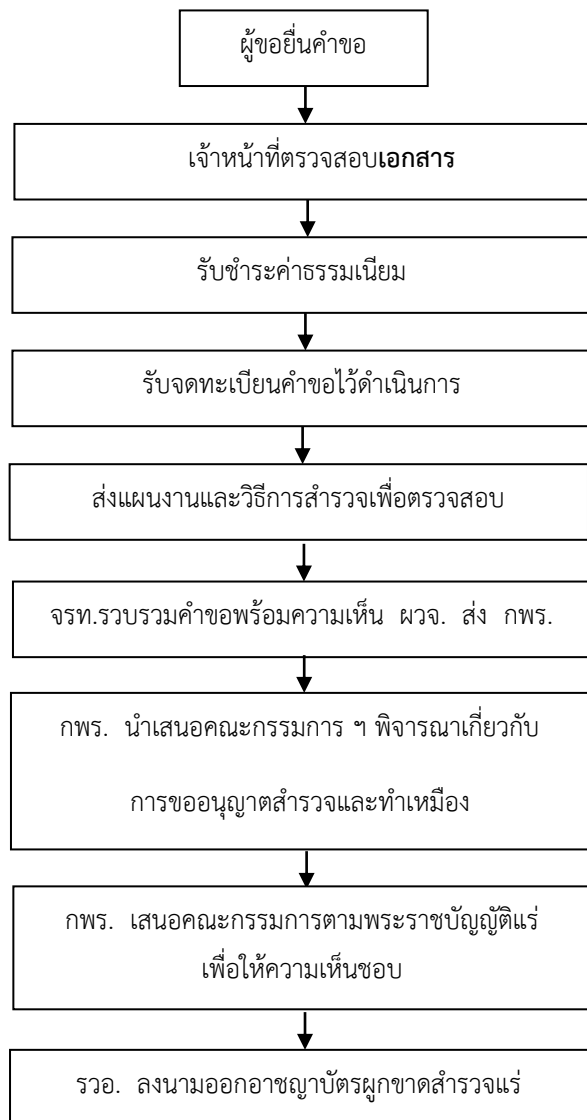 ผู้ขอยื่นคำขอ
เจ้าหน้าที่ตรวจสอบเอกสาร
รับชำระค่าธรรมเนียม
รับจดทะเบียนคำขอไว้ดำเนินการ
ส่งแผนงานและวิธีการสำรวจเพื่อตรวจสอบ
จรท.รวบรวมคำขอพร้อมความเห็น ผวจ. ส่ง กพร.
กพร. นำเสนอคณะกรรมการ ฯ พิจารณาเกี่ยวกับ
การขออนุญาตสำรวจและทำเหมือง
กพร. เสนอคณะกรรมการตามพระราชบัญญัติแร่
เพื่อให้ความเห็นชอบ
รวอ. ลงนามออกอาชญาบัตรผูกขาดสำรวจแร่